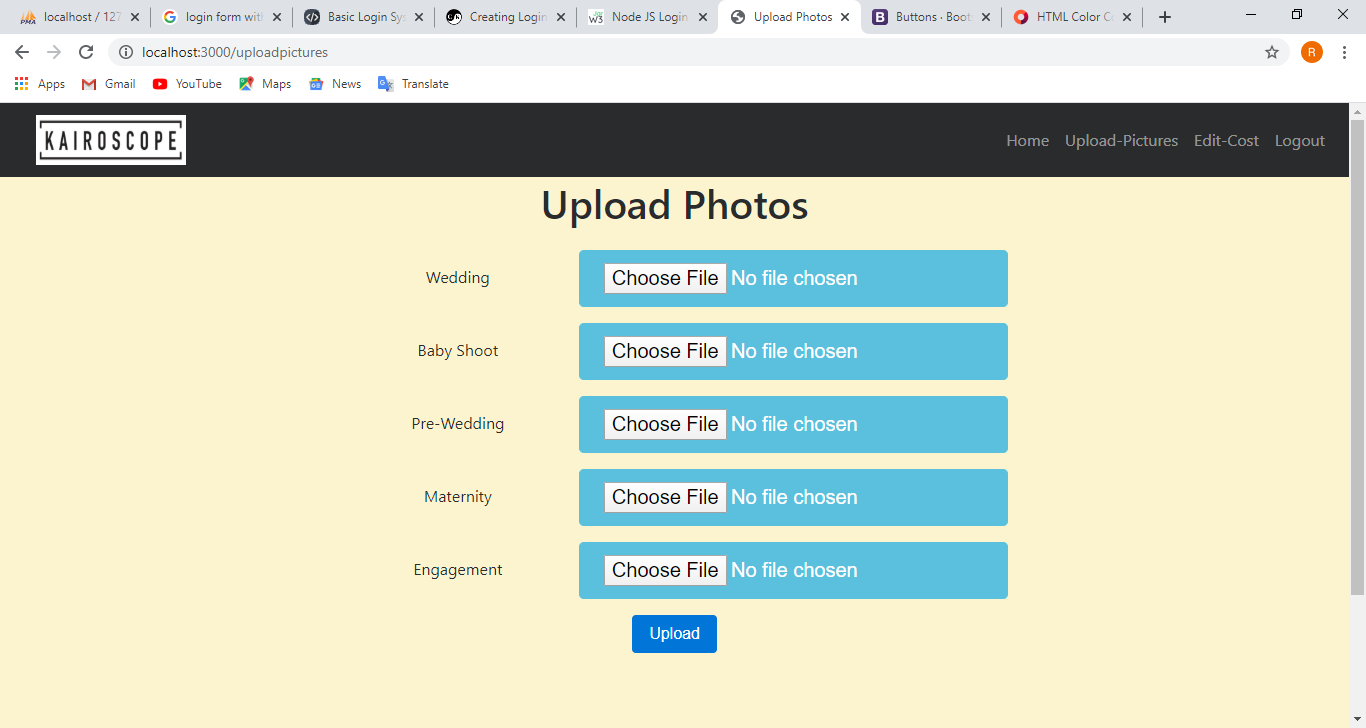 localhost / 127
login form wit
Basic Login Sy
Creating Login
Node JS Login
Upload Photos
Buttons · Boot
HTML Color C
localhost:3000/uploadpictures
R
Apps
Gmail
YouTube
Maps
News
Translate
KAIROSCOPE
Home
Upload-Pictures
Edit-Cost
Logout
Upload Photos
Wedding
Choose File No file chosen
Baby Shoot
Choose File No file chosen
Pre-Wedding
Choose File No file chosen
Maternity
Choose File No file chosen
Engagement
Choose File No file chosen
Upload